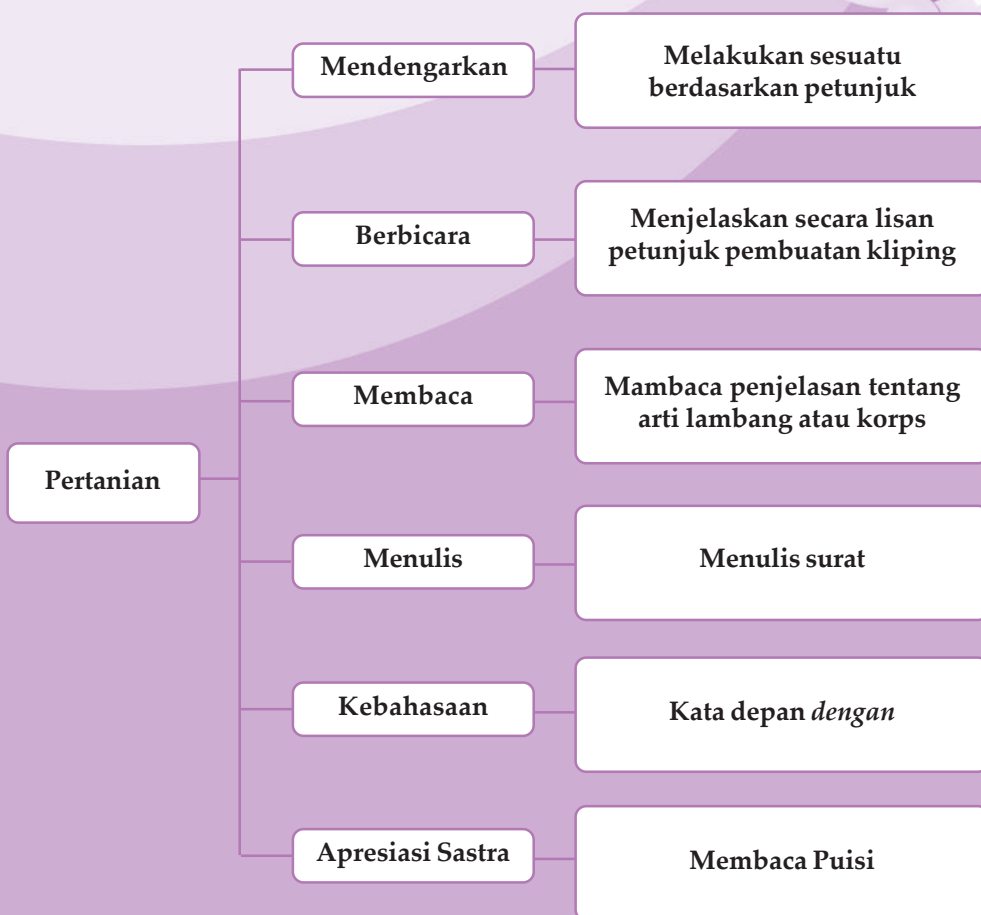 Mendengarkan
Melakukan sesuatu
berdasarkan petunjuk
Berbicara
Menjelaskan secara lisan
petunjuk pembuatan kliping
Membaca
Mambaca penjelasan tentang
arti lambang atau korps
Pertanian
Menulis
Menulis surat
Kebahasaan
Kata depan dengan
Apresiasi Sastra
Membaca Puisi